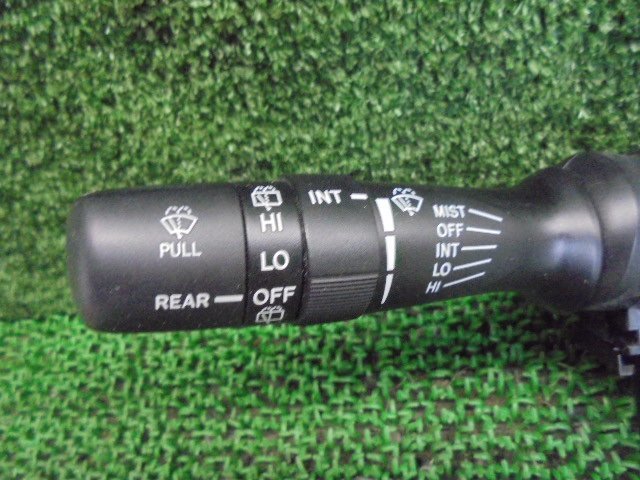 PULL
REAR
HI
LO
OFF
INT
MIST
OFF
INT
LO
HI